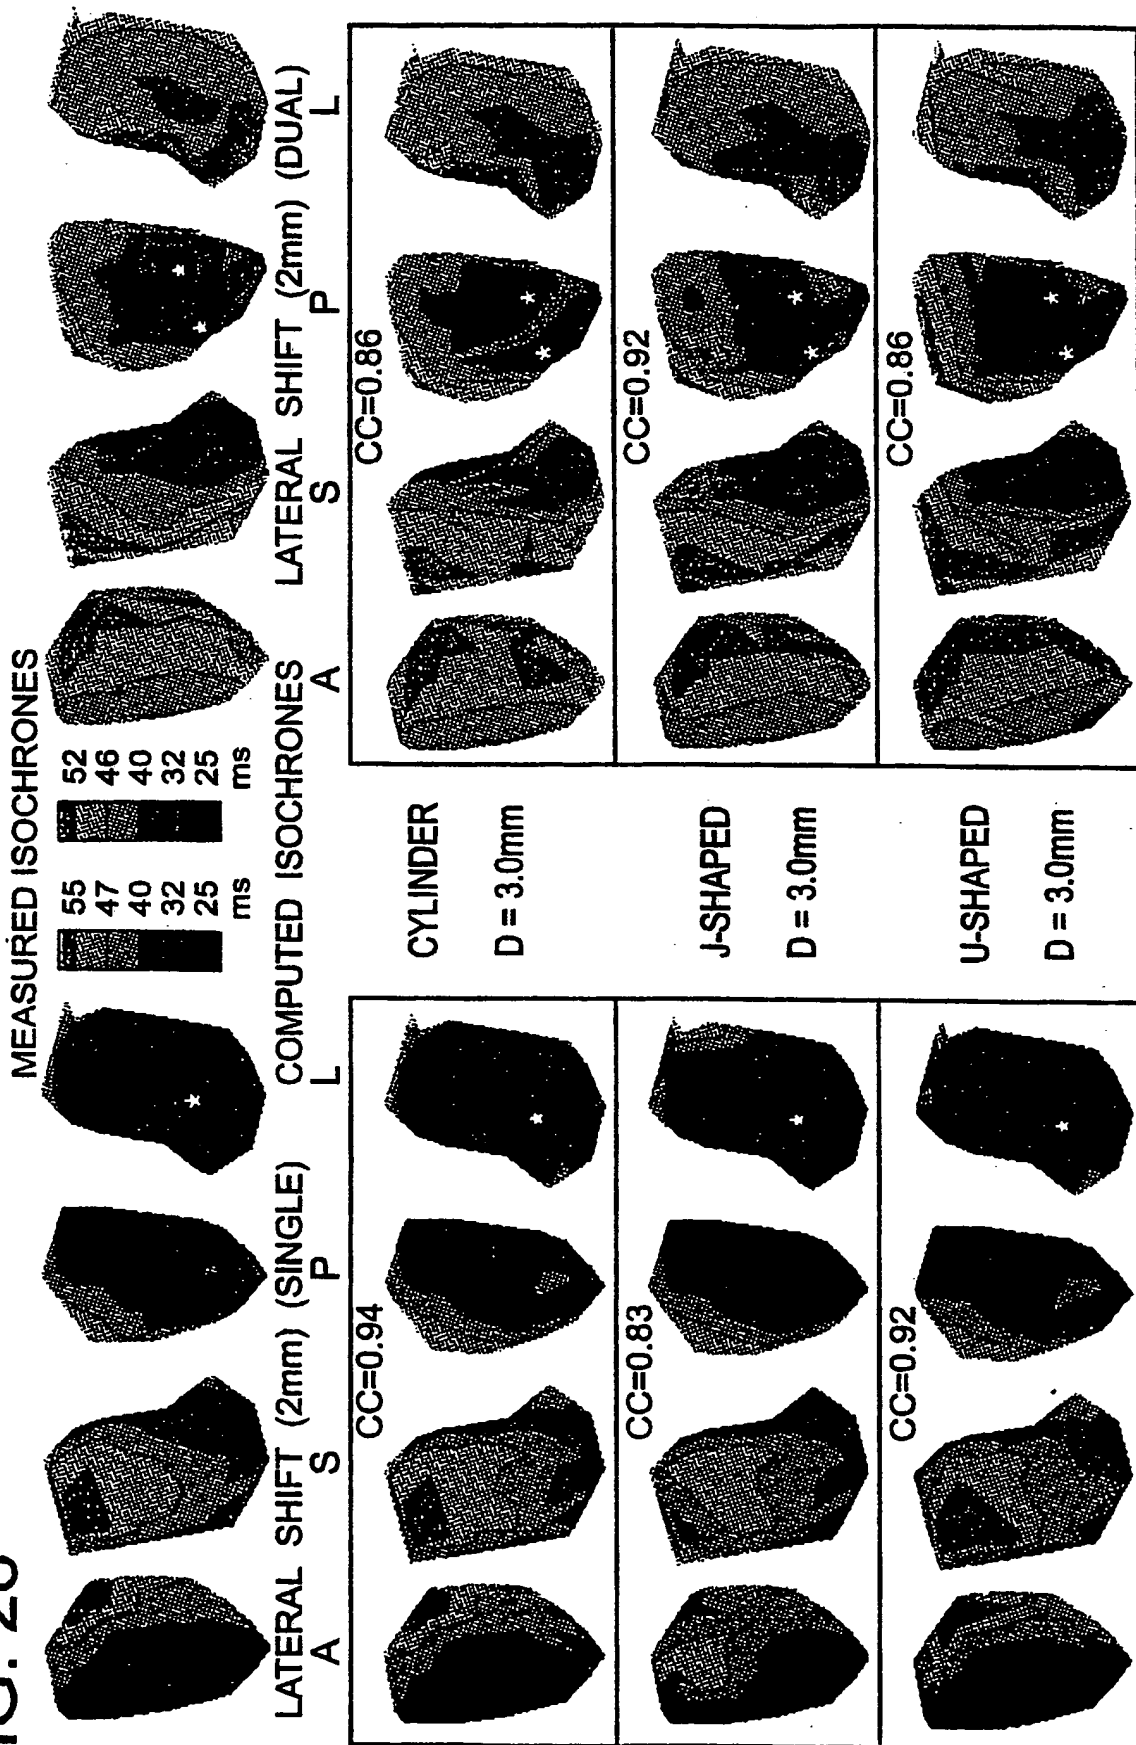 MEASURED ISOCHRONES
55
47
40
32
25
ms
52
46
40
32
25
ms
COMPUTED ISOCHRONES
LATERAL SHIFT (2mm) (SINGLE)
A S P L
LATERAL SHIFT (2mm) (DUAL)
A S P L
CC=0.94
CYLINDER
D = 3.0mm
CC=0.86
CC=0.83
J-SHAPED
D = 3.0mm
CC=0.92
CC=0.92
U-SHAPED
D = 3.0mm
CC=0.86